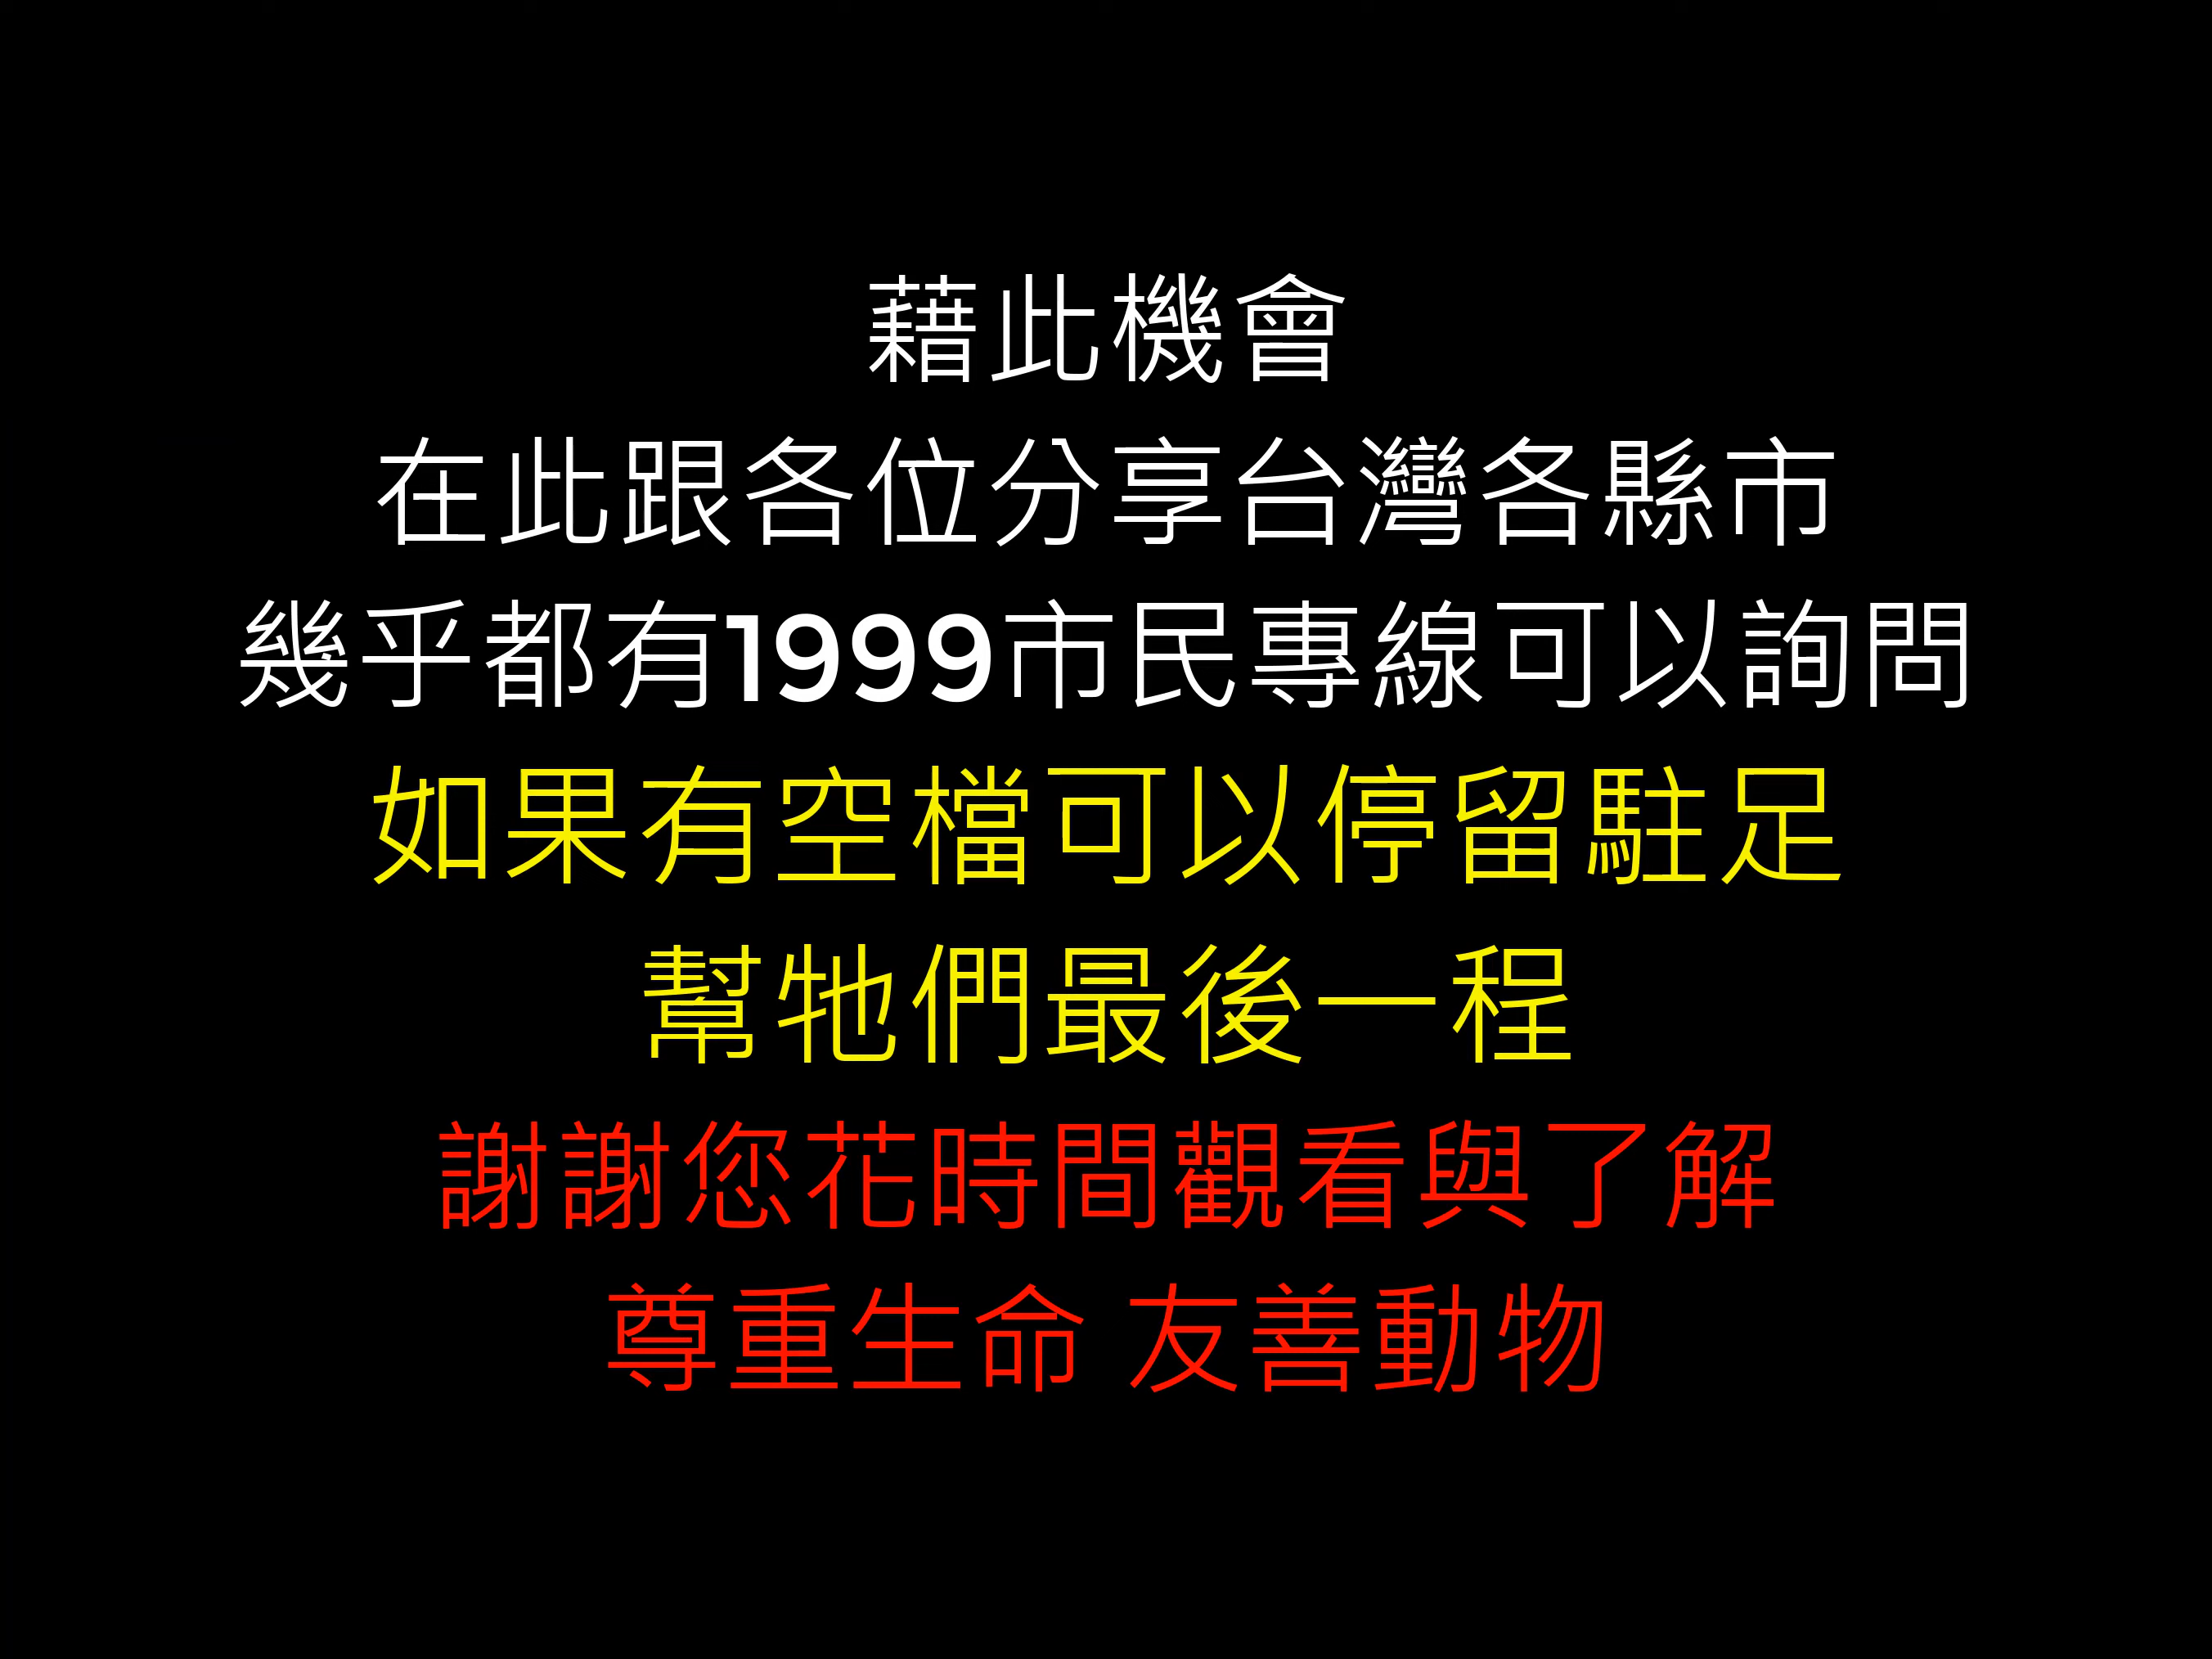 藉此機會
在此跟各位分享台灣各縣市
幾乎都有1999市民專線可以詢問
如果有空檔可以停留駐足
幫牠們最後一程
謝謝您花時間觀看與了解
尊重生命 友善動物